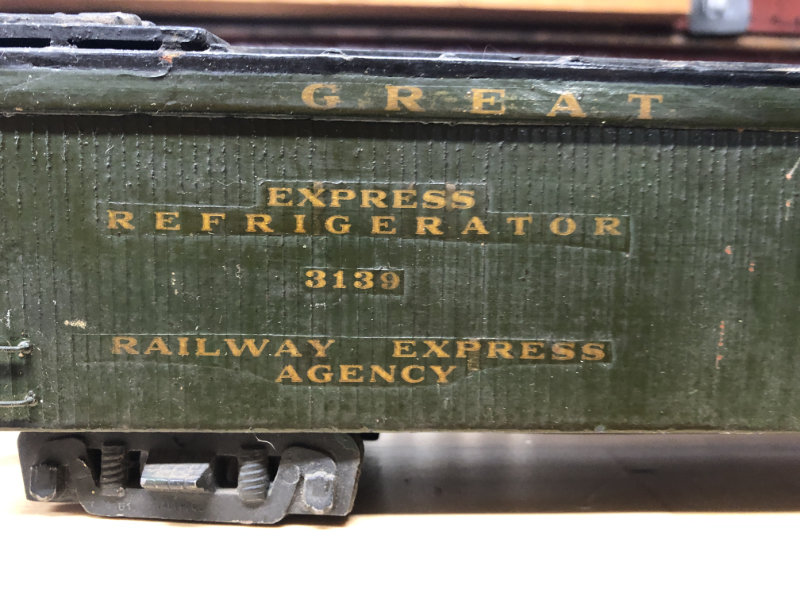 GREAT
EXPRESS
REFRIGERATOR
3139
RAILWAY EXPRESS
AGENCY